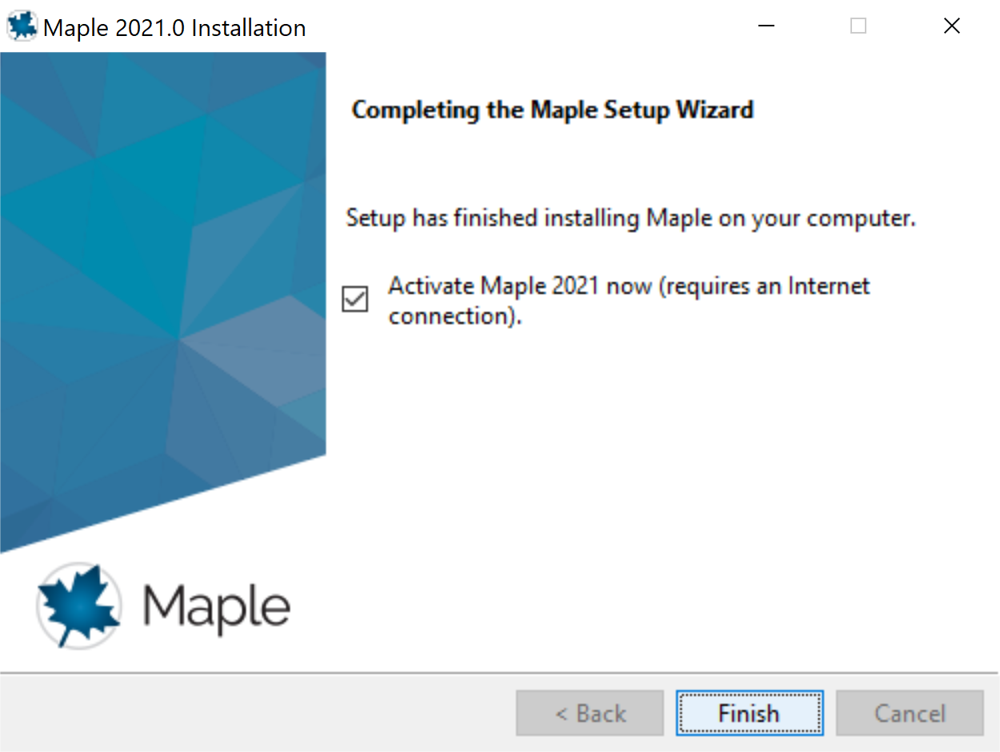 Maple 2021.0 Installation
Completing the Maple Setup Wizard
Setup has finished installing Maple on your computer.
Activate Maple 2021 now (requires an Internet
connection).
Maple
< Back
Finish
Cancel